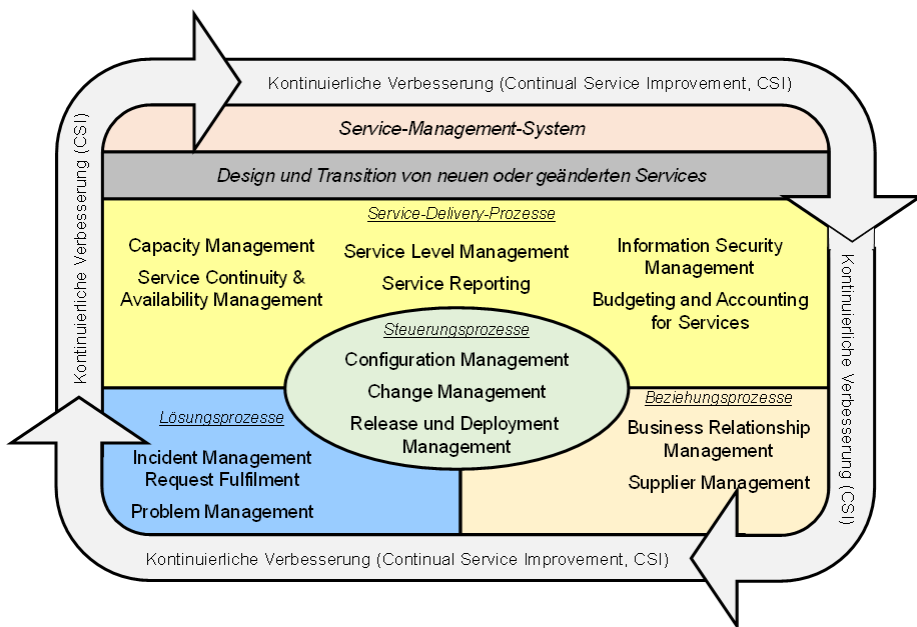 Kontinuierliche Verbesserung (Continual Service Improvement, CSI)
Kontinuierliche Verbesserung (CSI)
Service-Management-System
Design und Transition von neuen oder geänderten Services
Service-Delivery-Prozesse
Capacity Management
Service Continuity &
Availability Management
Service Level Management
Service Reporting
Information Security
Management
Budgeting and Accounting
for Services
Steuerungsprozesse
Configuration Management
Change Management
Release und Deployment
Management
Lösungsprozesse
Incident Management
Request Fulfilment
Problem Management
Beziehungsprozesse
Business Relationship
Management
Supplier Management
Kontinuierliche Verbesserung (CSI)
Kontinuierliche Verbesserung (Continual Service Improvement, CSI)